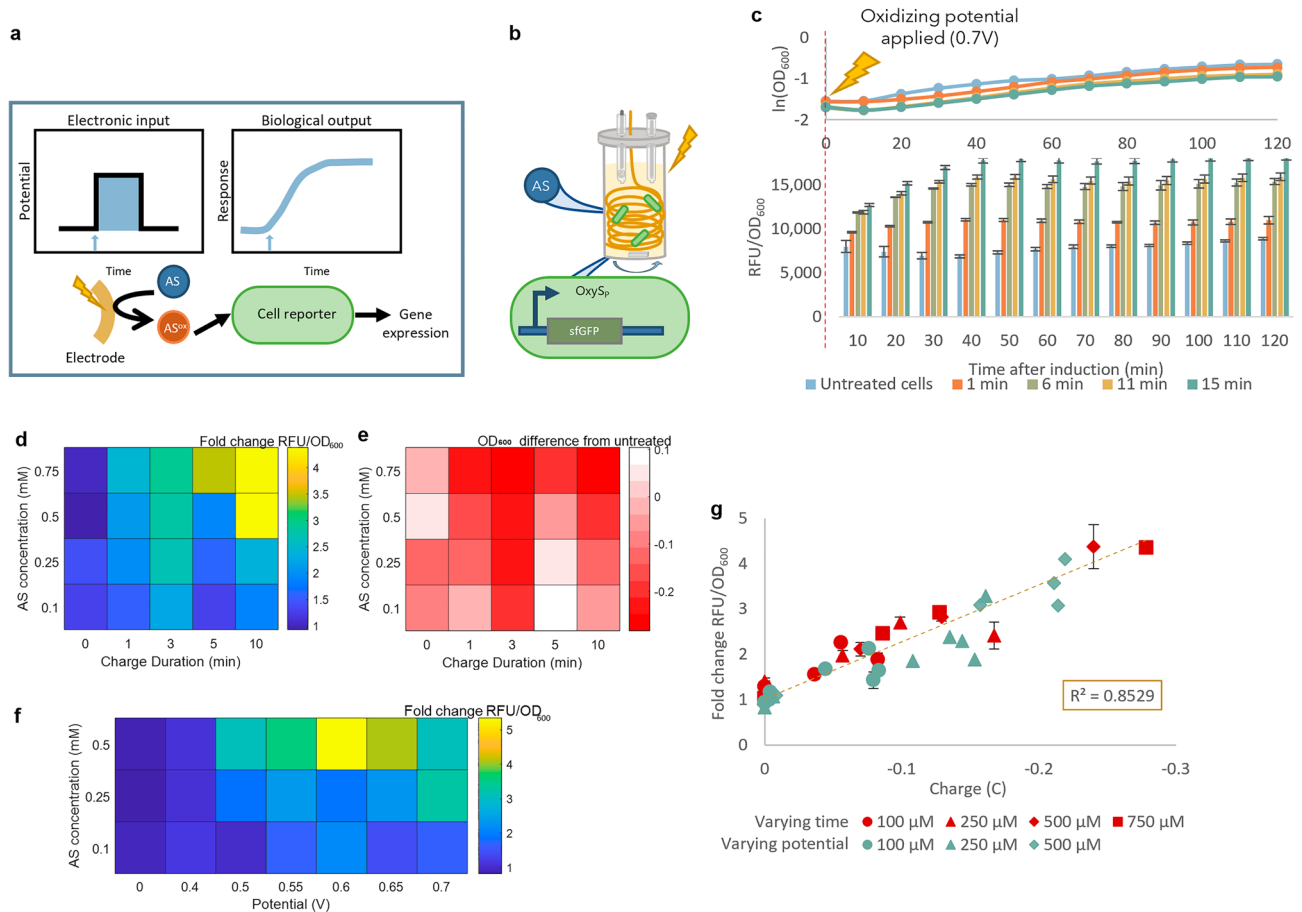 a
Electronic input
Biological output
Potential
Response
Time
Time
AS
ASox
Electrode
Cell reporter
Gene
expression
b
AS
OxySP
sfGFP
c
Oxidizing potential
applied (0.7V)
ln(OD600)
0
-1
-2
0 20 40 60 80 100 120
RFU/OD600
15,000
10,000
5,000
0
10 20 30 40 50 60 70 80 90 100 110 120
Time after induction (min)
Untreated cells 1 min 6 min 11 min 15 min
d
Fold change RFU/OD600
AS concentration (mM)
0.75
0.5
0.25
0.1
0 1 3 5 10
Charge Duration (min)
4
3.5
3
2.5
2
1.5
1
e
OD600 difference from untreated
AS concentration (mM)
0.75
0.5
0.25
0.1
0 1 3 5 10
Charge Duration (min)
0.1
0
-0.1
-0.2
f
Fold change RFU/OD600
AS concentration (mM)
0.5
0.25
0.1
0 0.4 0.5 0.55 0.6 0.65 0.7
Potential (V)
5
4
3
2
1
g
Fold change RFU/OD600
5
4
3
2
1
0
0 -0.1 -0.2 -0.3
Charge (C)
R² = 0.8529
Varying time 100 µM 250 µM 500 µM 750 µM
Varying potential 100 µM 250 µM 500 µM